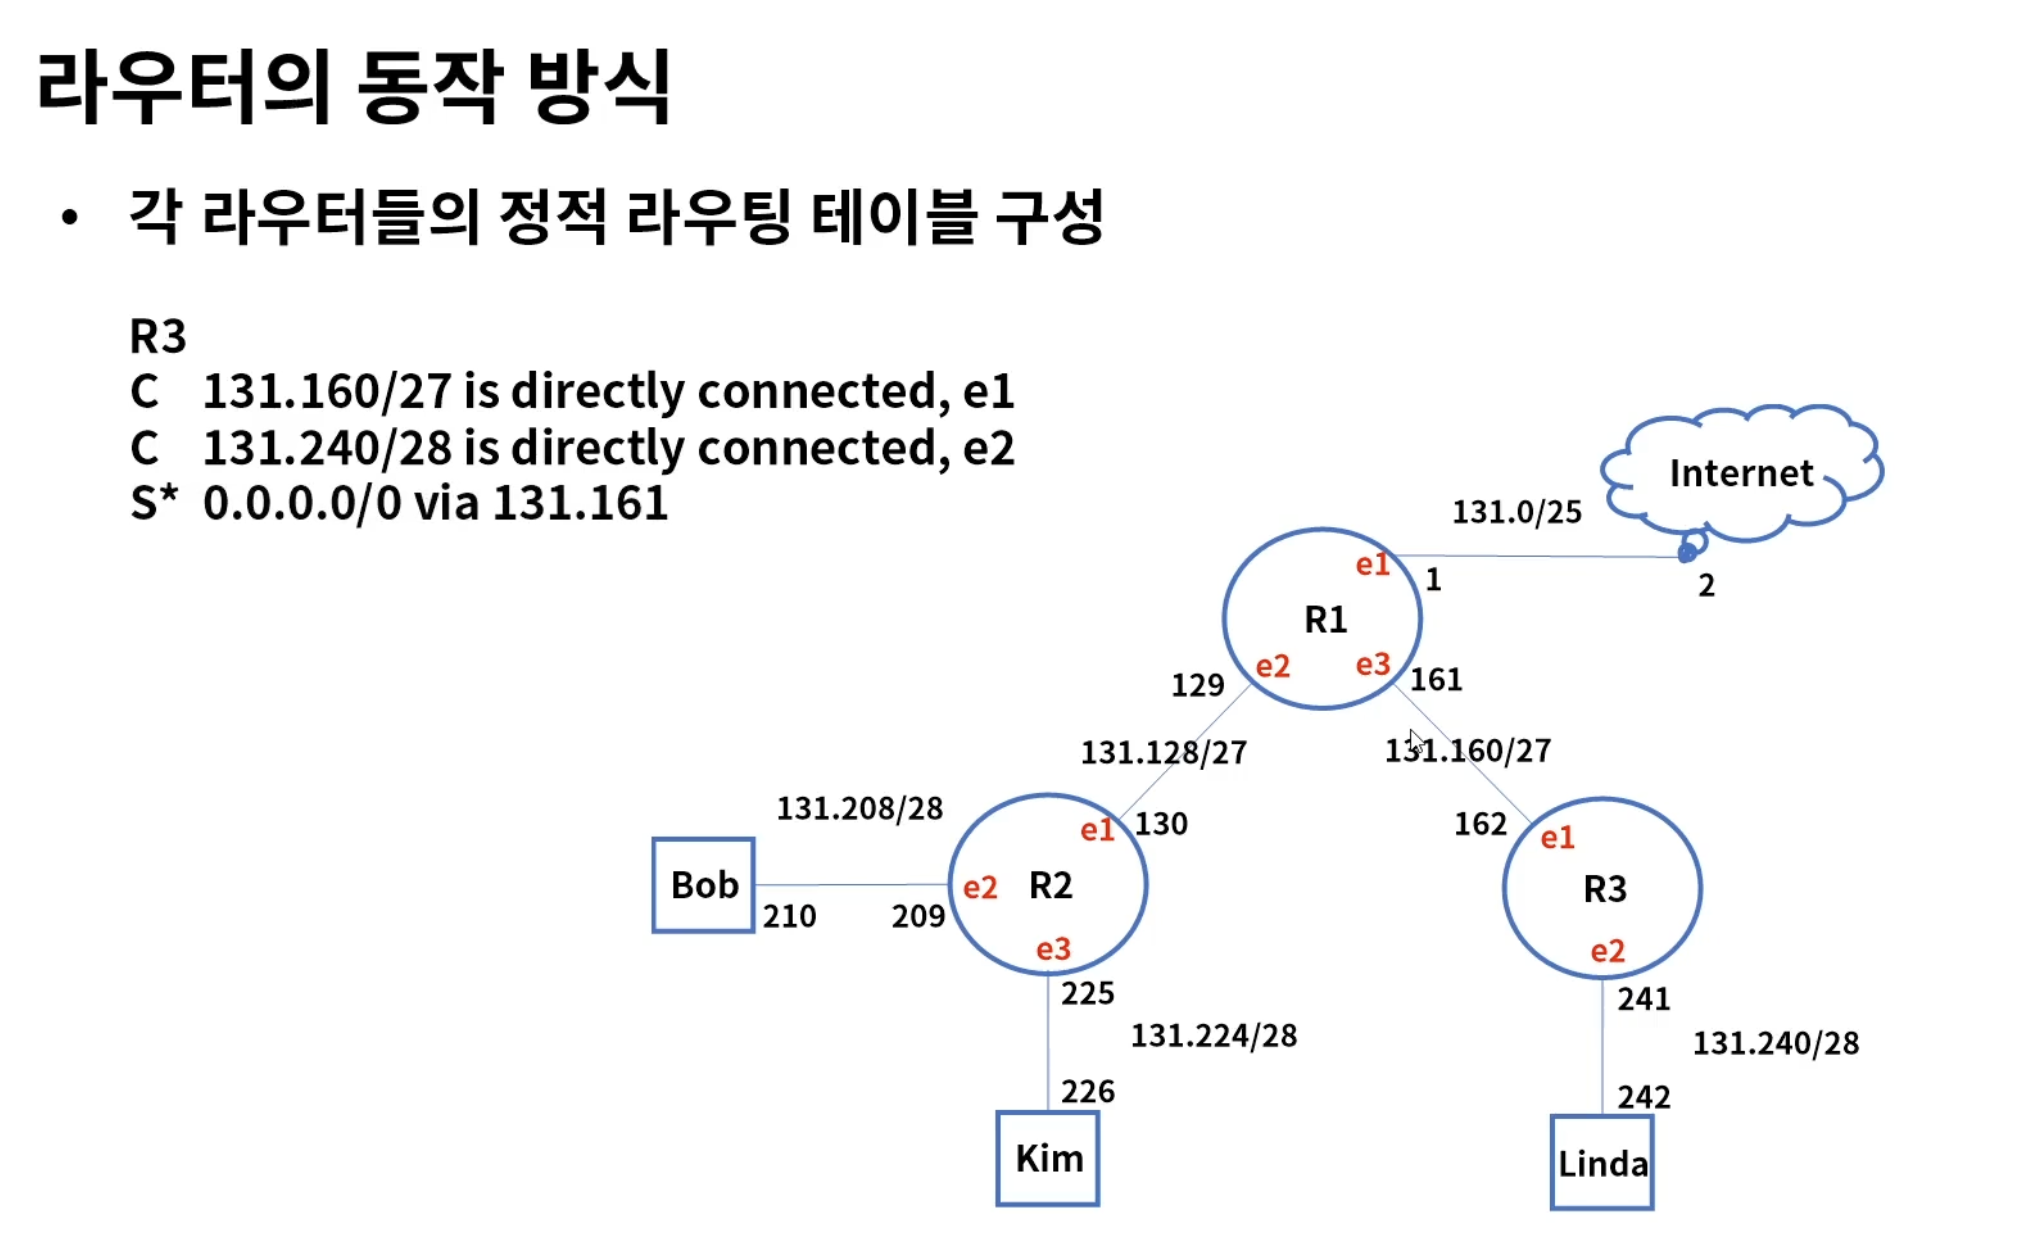 라우터의 동작 방식
• 각 라우터들의 정적 라우팅 테이블 구성
R3
C 131.160/27 is directly connected, e1
C 131.240/28 is directly connected, e2
S* 0.0.0.0/0 via 131.161
Internet
131.0/25
e1
1
2
R1
e2
e3
129
161
131.128/27
131.160/27
131.208/28
e1
130
162
e1
Bob
e2
R2
R3
210
209
e3
e2
225
241
131.224/28
131.240/28
226
242
Kim
Linda